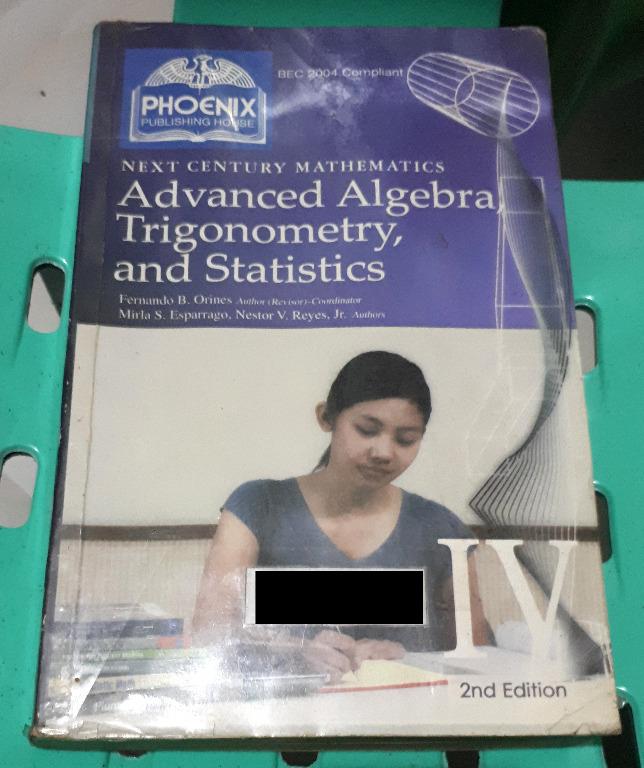 PHOENIX
PUBLISHING HOUSE
BEC 2004 Compliant
NEXT CENTURY MATHEMATICS
Advanced Algebra,
Trigonometry,
and Statistics
Fernando B. Orines Author (Revisor)-Coordinator
Mirla S. Esparrago, Nestor V. Reyes, Jr. Authors
IV
2nd Edition